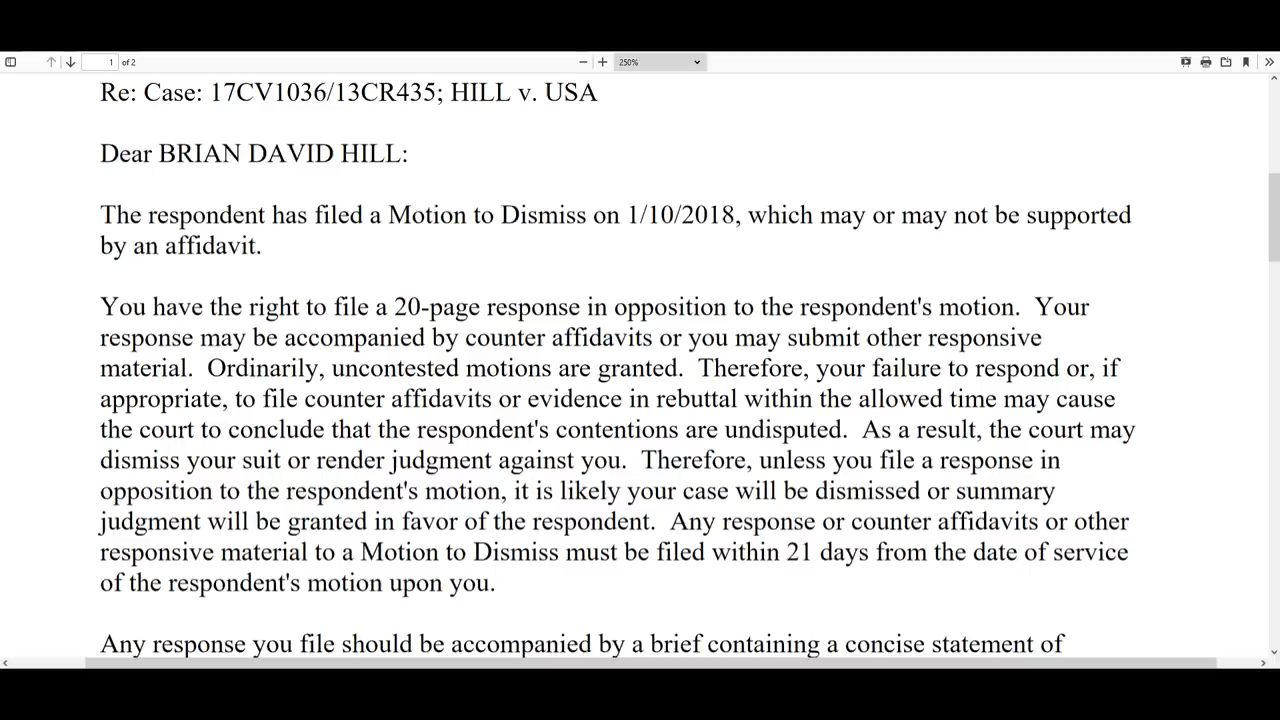 1 of 2
250%
Re: Case: 17CV1036/13CR435; HILL v. USA
Dear BRIAN DAVID HILL:
The respondent has filed a Motion to Dismiss on 1/10/2018, which may or may not be supported
by an affidavit.
You have the right to file a 20-page response in opposition to the respondent's motion.  Your
response may be accompanied by counter affidavits or you may submit other responsive
material.  Ordinarily, uncontested motions are granted.  Therefore, your failure to respond or, if
appropriate, to file counter affidavits or evidence in rebuttal within the allowed time may cause
the court to conclude that the respondent's contentions are undisputed.  As a result, the court may
dismiss your suit or render judgment against you.  Therefore, unless you file a response in
opposition to the respondent's motion, it is likely your case will be dismissed or summary
judgment will be granted in favor of the respondent.  Any response or counter affidavits or other
responsive material to a Motion to Dismiss must be filed within 21 days from the date of service
of the respondent's motion upon you.
Any response you file should be accompanied by a brief containing a concise statement of